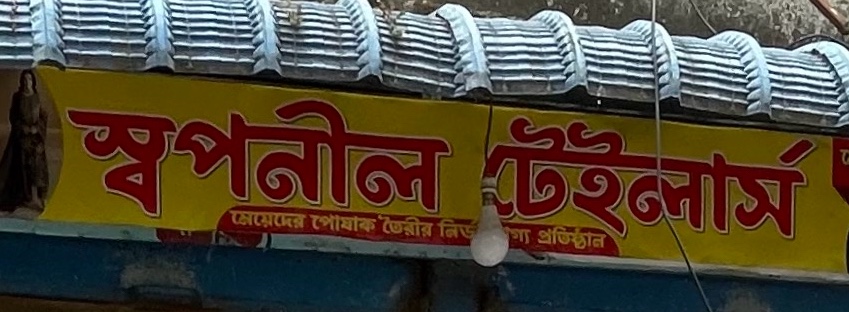 স্বপনীল টেইলার্স
মেয়েদের পোষাক তৈরীর প্রতিষ্ঠান